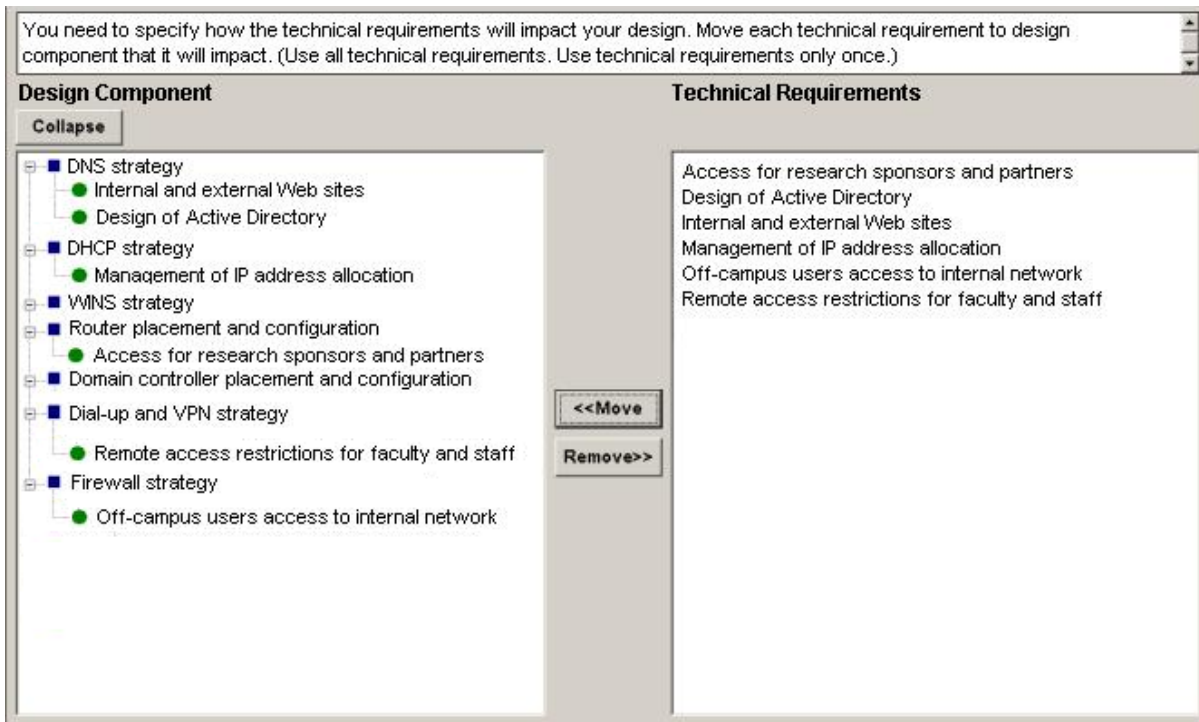 You need to specify how the technical requirements will impact your design. Move each technical requirement to design
component that it will impact. (Use all technical requirements. Use technical requirements only once.)
Design Component
Collapse
DNS strategy
Internal and external Web sites
Design of Active Directory
DHCP strategy
Management of IP address allocation
WINS strategy
Router placement and configuration
Access for research sponsors and partners
Domain controller placement and configuration
Dial-up and VPN strategy
Remote access restrictions for faculty and staff
Firewall strategy
Off-campus users access to internal network
<<Move
Remove>>
Technical Requirements
Access for research sponsors and partners
Design of Active Directory
Internal and external Web sites
Management of IP address allocation
Off-campus users access to internal network
Remote access restrictions for faculty and staff